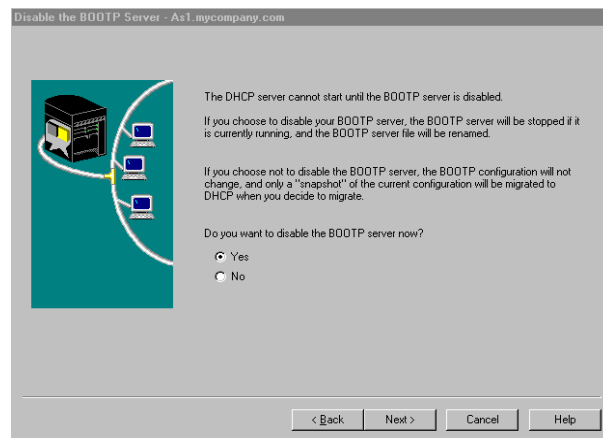 Disable the BOOTP Server - As1.mycompany.com
The DHCP server cannot start until the BOOTP server is disabled.
If you choose to disable your BOOTP server, the BOOTP server will be stopped if it
is currently running, and the BOOTP server file will be renamed.
If you choose not to disable the BOOTP server, the BOOTP configuration will not
change, and only a "snapshot" of the current configuration will be migrated to
DHCP when you decide to migrate.
Do you want to disable the BOOTP server now?
Yes
No
< Back Next > Cancel Help